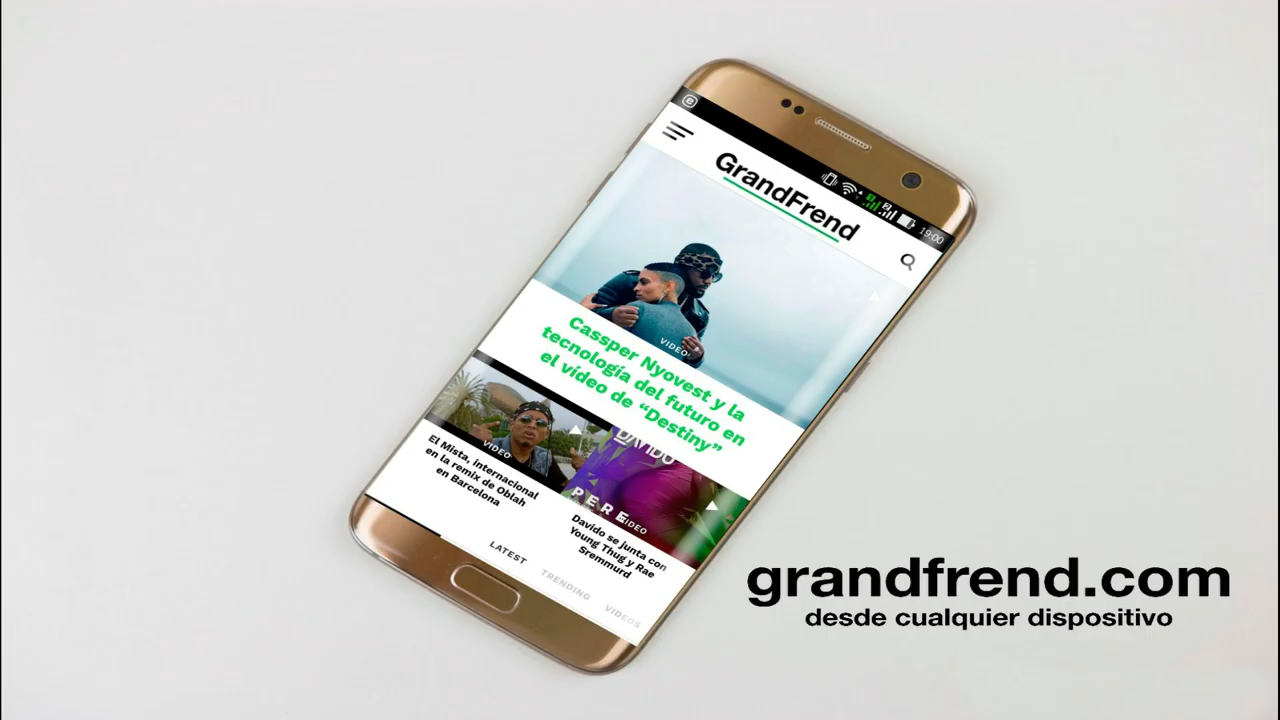 19:00
GrandFrend
VIDEO
Cassper Nyovest y la
tecnología del futuro en
el vídeo de “Destiny”
VIDEO
El Mista, internacional
en la remix de Oblah
en Barcelona
DAVIDO
RERE
VIDEO
Davido se junta con
Young Thug y Rae
Sremmurd
LATEST
TRENDING
VIDEOS
grandfrend.com
desde cualquier dispositivo